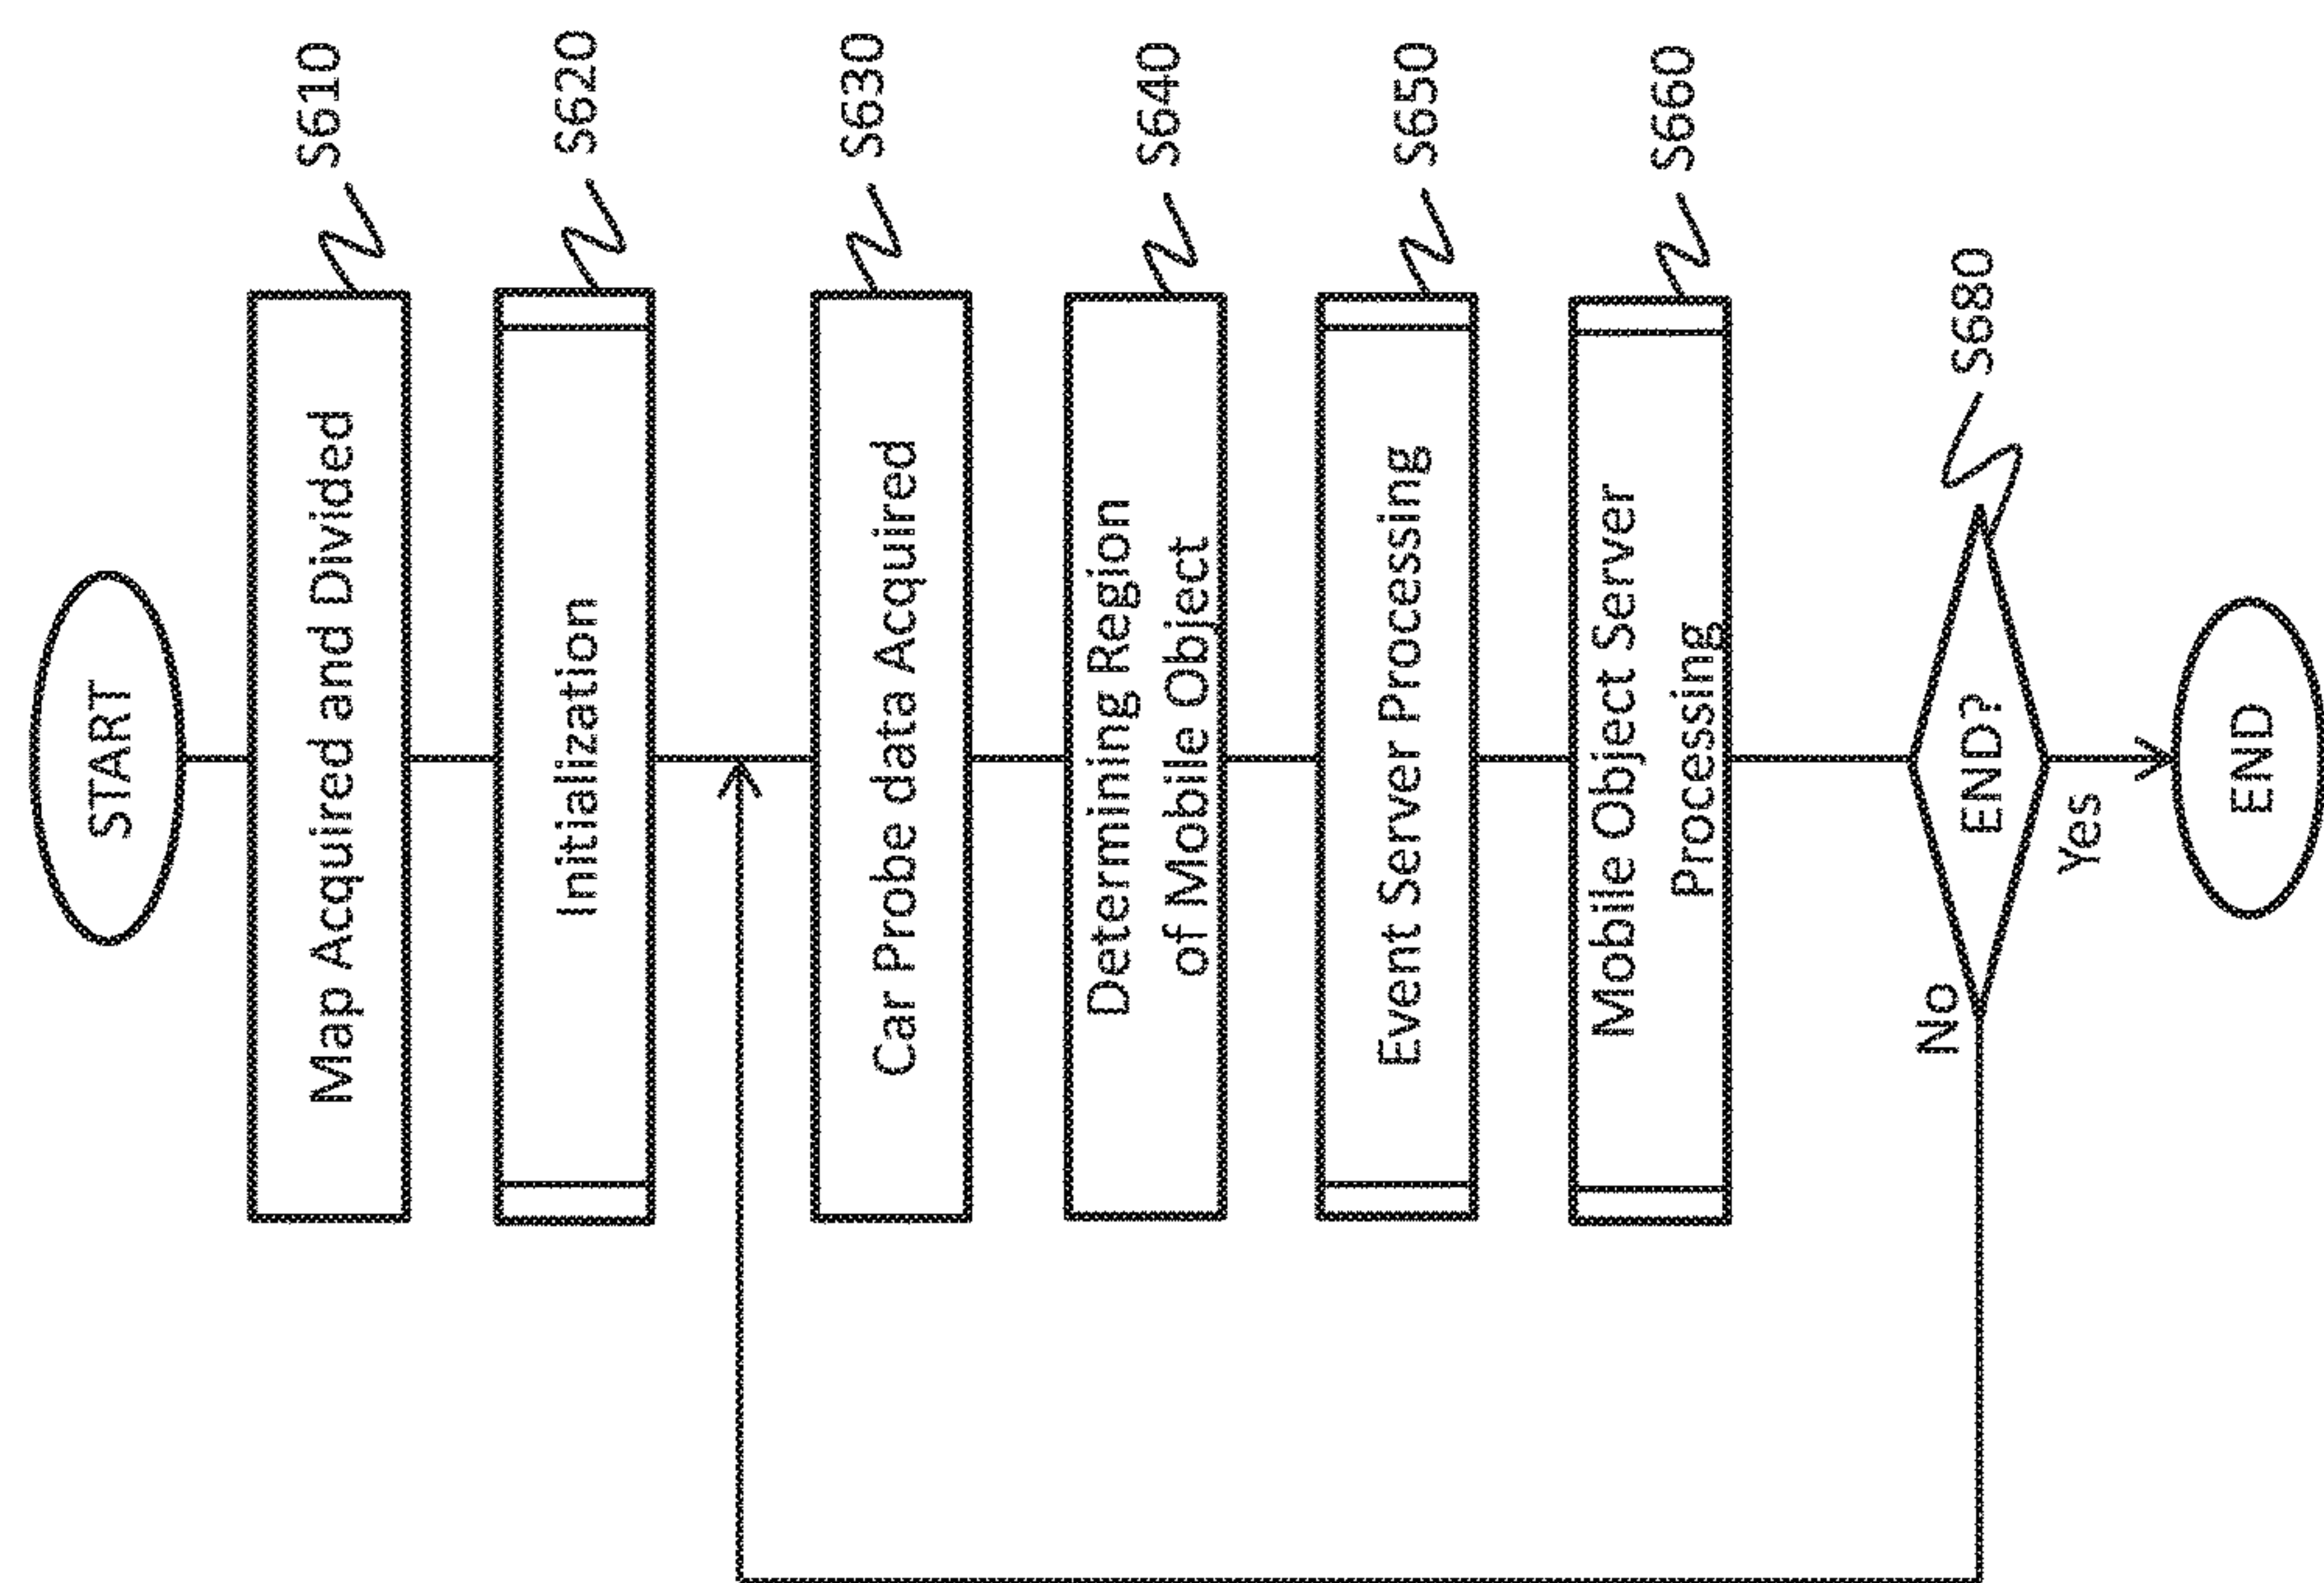 START
Map Acquired and Divided
S610
Initialization
S620
Car Probe data Acquired
S630
Determining Region
of Mobile Object
S640
Event Server Processing
S650
Mobile Object Server
Processing
S660
END?
S680
No
Yes
END